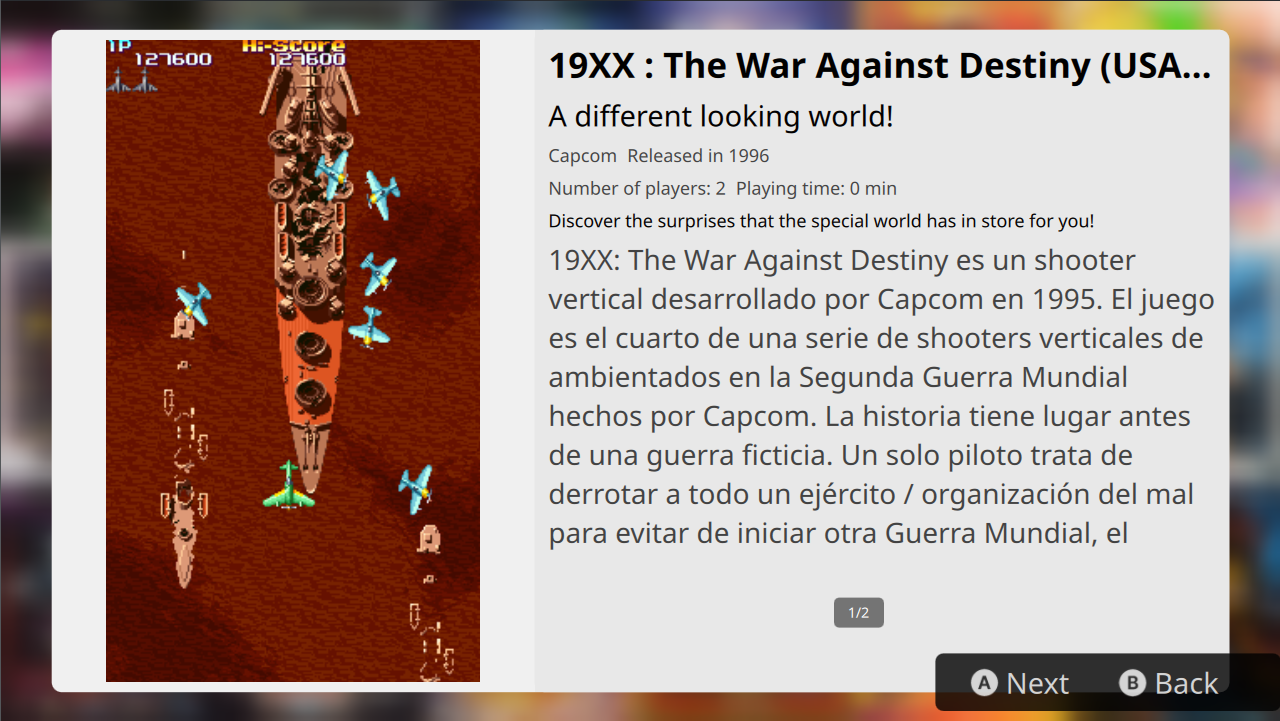 1P
127600
Hi-Score
127600
19XX : The War Against Destiny (USA...
A different looking world!
Capcom Released in 1996
Number of players: 2 Playing time: 0 min
Discover the surprises that the special world has in store for you!
19XX: The War Against Destiny es un shooter
vertical desarrollado por Capcom en 1995. El juego
es el cuarto de una serie de shooters verticales de
ambientados en la Segunda Guerra Mundial
hechos por Capcom. La historia tiene lugar antes
de una guerra ficticia. Un solo piloto trata de
derrotar a todo un ejército / organización del mal
para evitar de iniciar otra Guerra Mundial, el
1/2
A Next
B Back